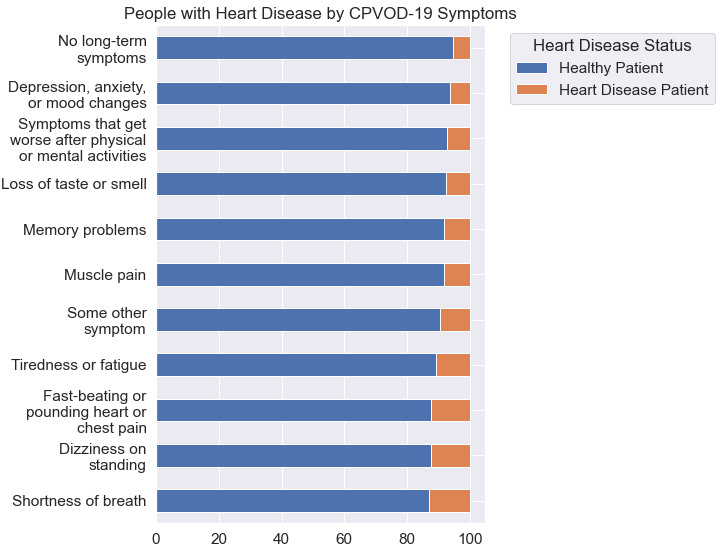 People with Heart Disease by CPVOD-19 Symptoms
No long-term
symptoms
Depression, anxiety,
or mood changes
Symptoms that get
worse after physical
or mental activities
Loss of taste or smell
Memory problems
Muscle pain
Some other
symptom
Tiredness or fatigue
Fast-beating or
pounding heart or
chest pain
Dizziness on
standing
Shortness of breath
0 20 40 60 80 100
Heart Disease Status
Healthy Patient
Heart Disease Patient